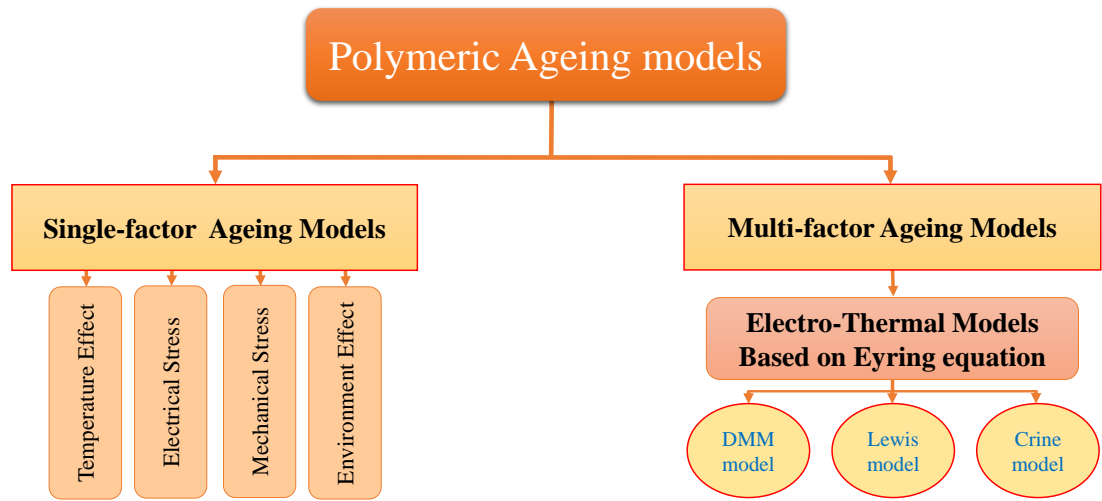 Polymeric Ageing models
Single-factor Ageing Models
Multi-factor Ageing Models
Temperature Effect
Electrical Stress
Mechanical Stress
Environment Effect
Electro-Thermal Models
Based on Eyring equation
DMM
model
Lewis
model
Crine
model